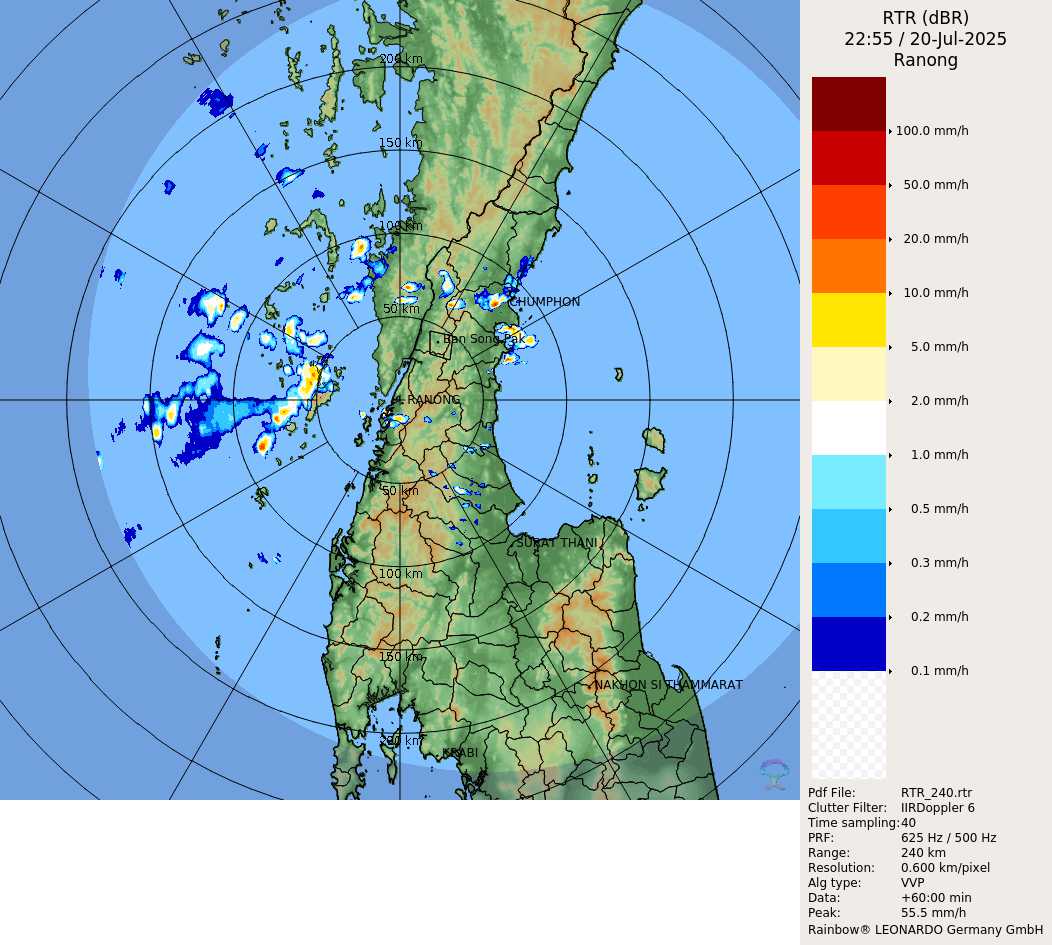 RTR (dBR)
22:55 / 20-Jul-2025
Ranong
200 km
150 km
100 km
50 km
CHUMPHON
Ban Song Pak
RANONG
50 km
SURAT THANI
100 km
150 km
NAKHON SI THAMMARAT
200 km
KRABI
100.0 mm/h
50.0 mm/h
20.0 mm/h
10.0 mm/h
5.0 mm/h
2.0 mm/h
1.0 mm/h
0.5 mm/h
0.3 mm/h
0.2 mm/h
0.1 mm/h
Pdf File: RTR_240.rtr
Clutter Filter: IIRDoppler 6
Time sampling: 40
PRF: 625 Hz / 500 Hz
Range: 240 km
Resolution: 0.600 km/pixel
Alg type: VVP
Data: +60:00 min
Peak: 55.5 mm/h
Rainbow® LEONARDO Germany GmbH